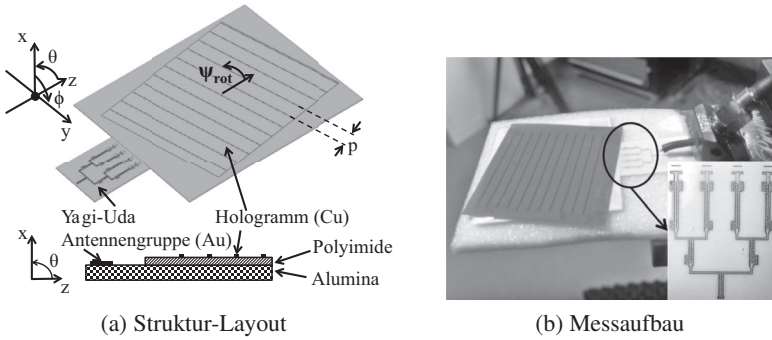 x
θ
z
ϕ
y
Ψrot
p
Yagi-Uda
Antennengruppe (Au)
Hologramm (Cu)
Polyimide
Alumina
x
θ
z
(a) Struktur-Layout
(b) Messaufbau